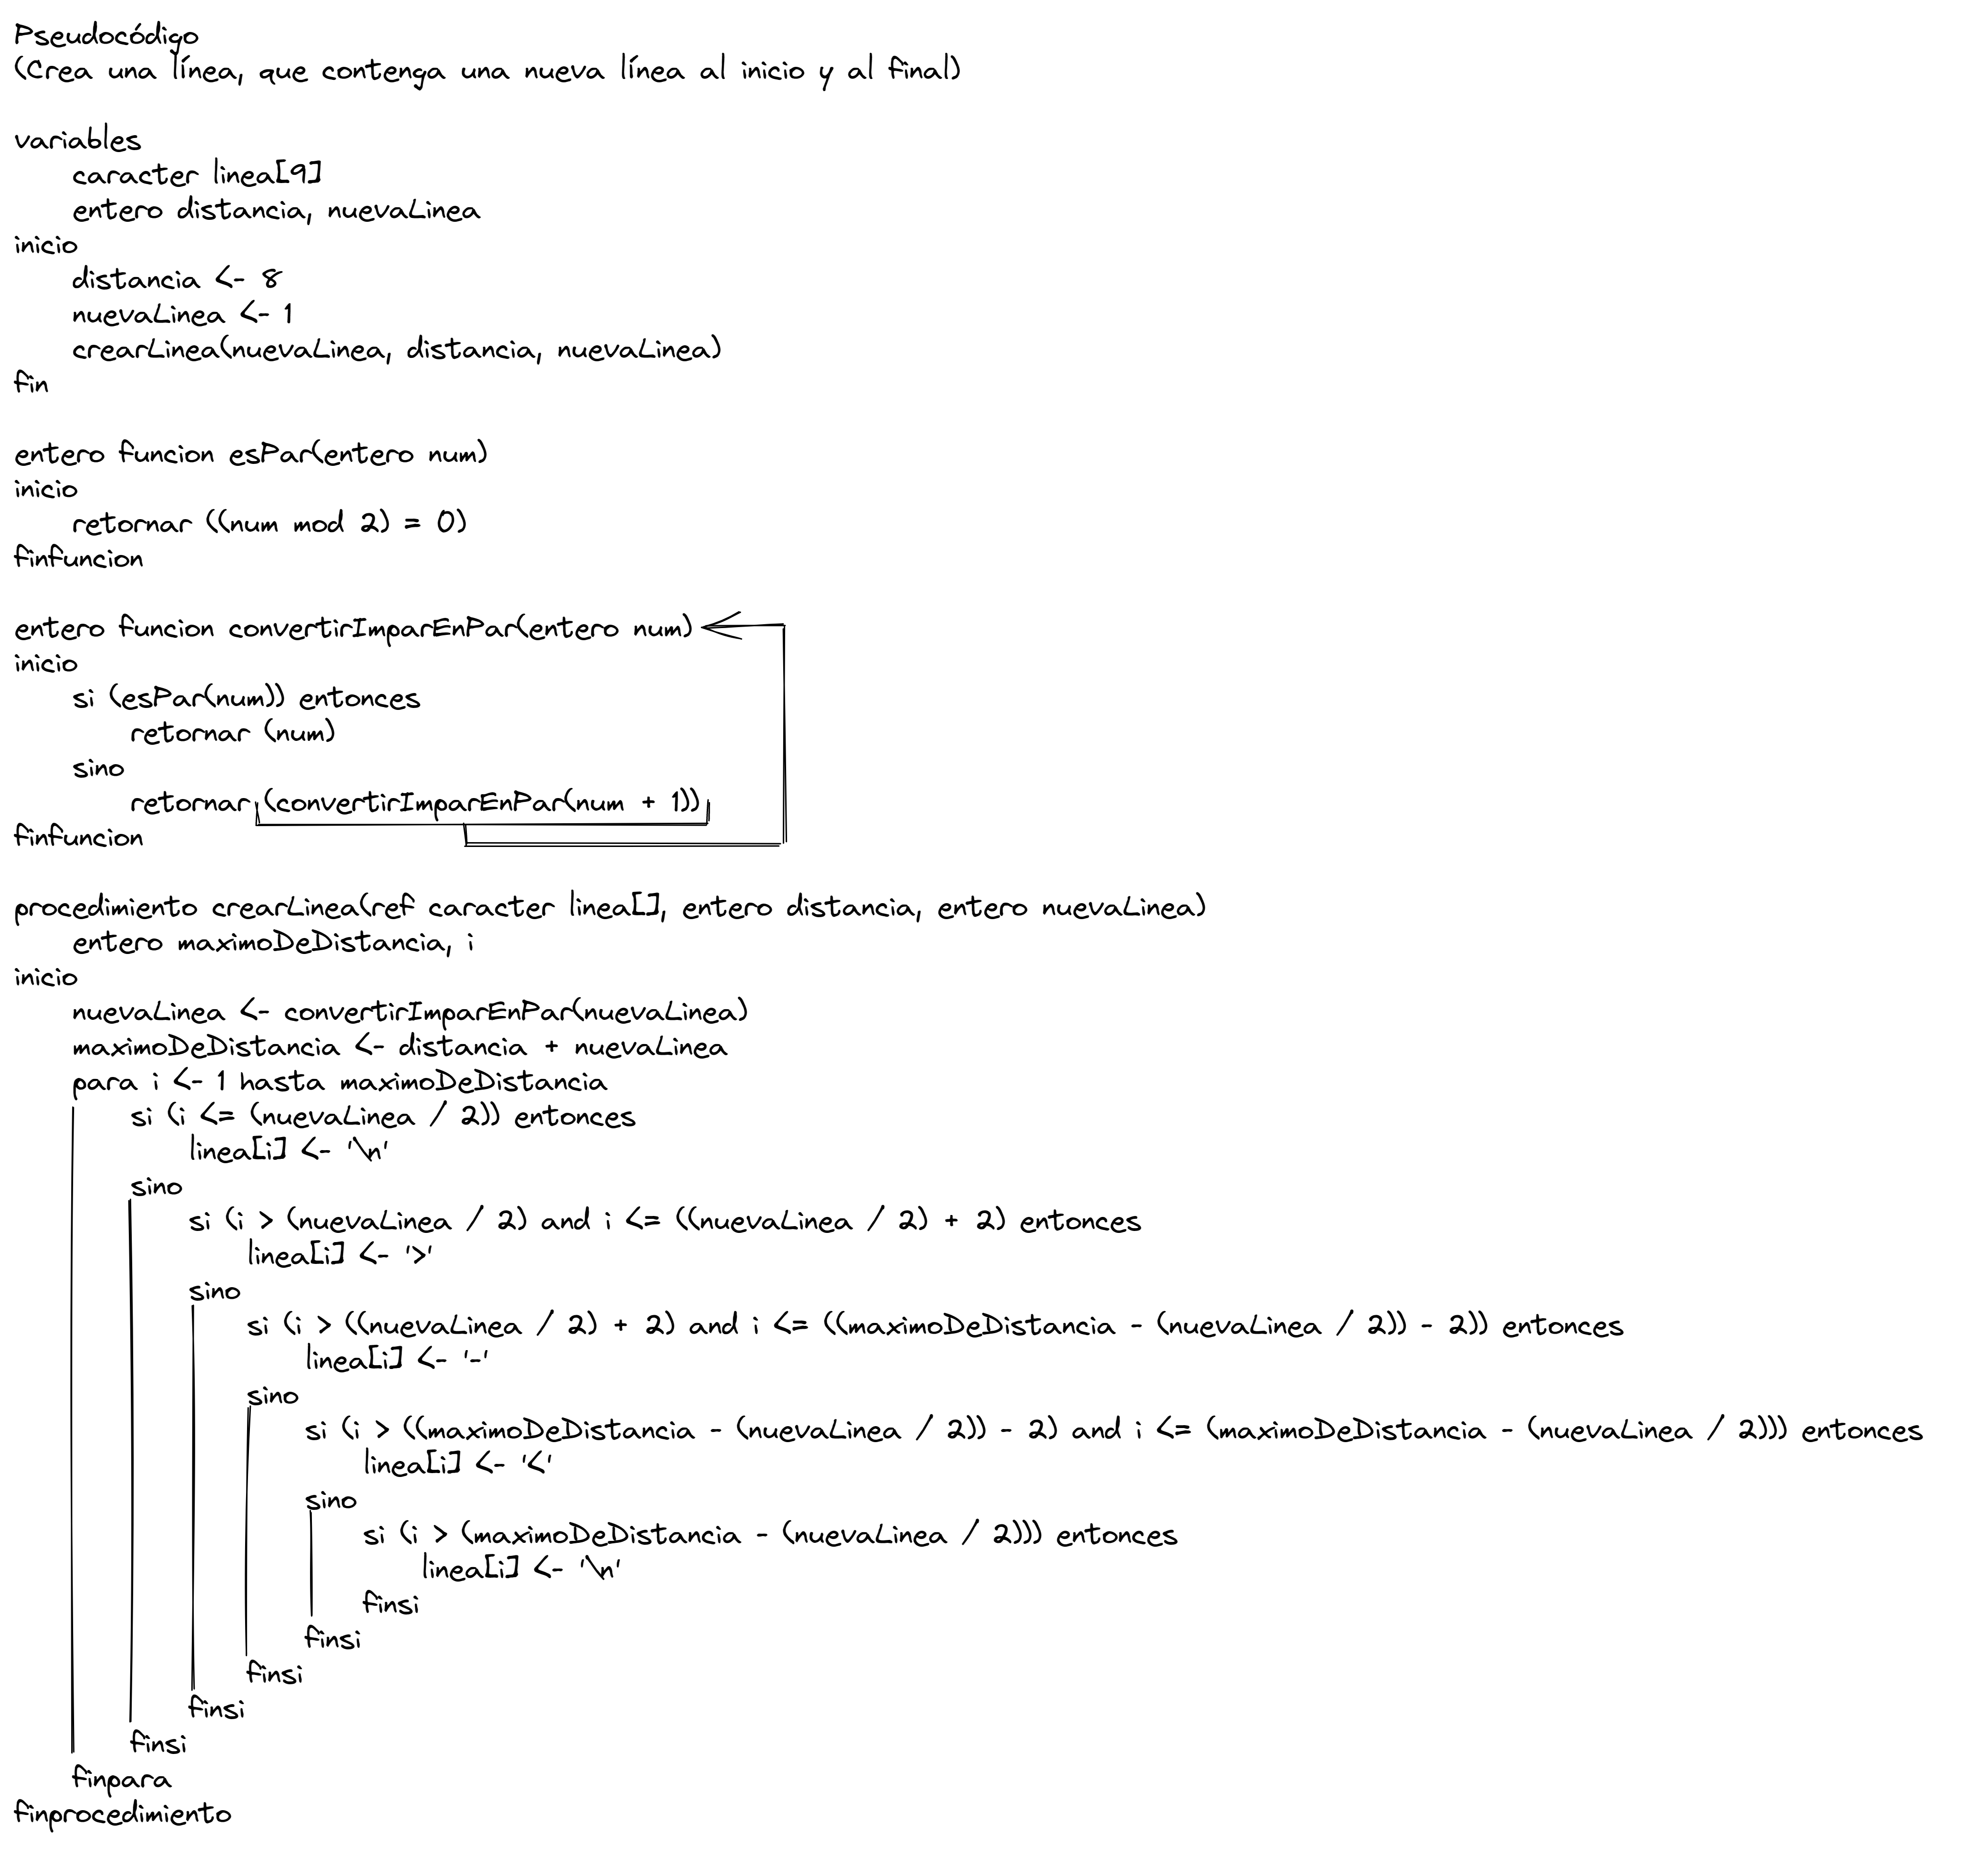 Pseudocódigo
(Crea una línea, que contenga una nueva línea al inicio y al final)
variables
caracter linea[9]
entero distancia, nuevaLinea
inicio
distancia <- 8
nuevaLinea <- 1
crearLinea(nuevaLinea, distancia, nuevaLinea)
fin
entero funcion esPar(entero num)
inicio
retornar ((num mod 2) = 0)
finfuncion
entero funcion convertirImparEnPar(entero num)
inicio
si (esPar(num)) entonces
retornar (num)
sino
retornar (convertirImparEnPar(num + 1))
finfuncion
procedimiento crearLinea(ref caracter linea[], entero distancia, entero nuevaLinea)
entero maximoDeDistancia, i
inicio
nuevaLinea <- convertirImparEnPar(nuevaLinea)
maximoDeDistancia <- distancia + nuevaLinea
para i <- 1 hasta maximoDeDistancia
si (i <= (nuevaLinea / 2)) entonces
linea[i] <- '\n'
sino
si (i > (nuevaLinea / 2) and i <= ((nuevaLinea / 2) + 2) entonces
linea[i] <- '>'
sino
si (i > ((nuevaLinea / 2) + 2) and i <= ((maximoDeDistancia - (nuevaLinea / 2)) - 2)) entonces
linea[i] <- '-'
sino
si (i > ((maximoDeDistancia - (nuevaLinea / 2)) - 2) and i <= (maximoDeDistancia - (nuevaLinea / 2))) entonces
linea[i] <- '<'
sino
si (i > (maximoDeDistancia - (nuevaLinea / 2))) entonces
linea[i] <- '\n'
finsi
finsi
finsi
finsi
finsi
finpara
finprocedimiento